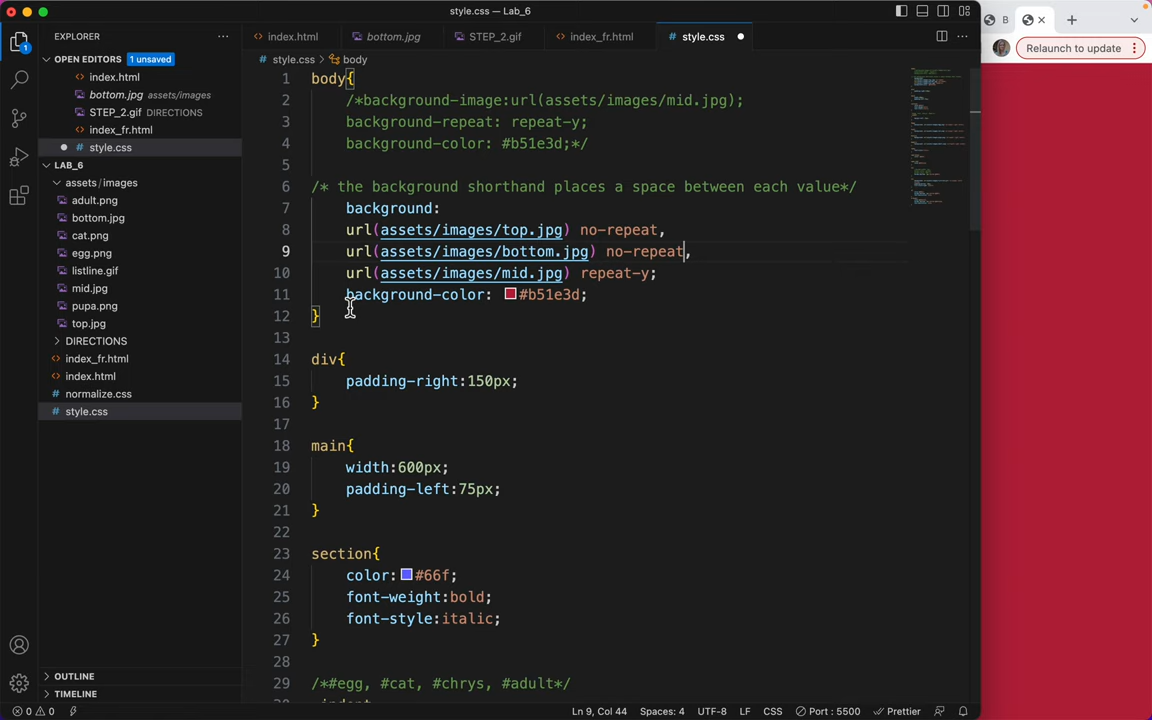 style.css — Lab_6
EXPLORER
OPEN EDITORS 1 unsaved
index.html
bottom.jpg assets/images
STEP_2.gif DIRECTIONS
index_fr.html
style.css
LAB_6
assets/images
adult.png
bottom.jpg
cat.png
egg.png
listline.gif
mid.jpg
pupa.png
top.jpg
DIRECTIONS
index_fr.html
index.html
normalize.css
style.css
OUTLINE
TIMELINE
index.html bottom.jpg STEP_2.gif index_fr.html style.css
style.css > body
1 body{
2 /*background-image:url(assets/images/mid.jpg);
3 background-repeat: repeat-y;
4 background-color: #b51e3d;*/
5
6 /* the background shorthand places a space between each value*/
7 background:
8 url(assets/images/top.jpg) no-repeat,
9 url(assets/images/bottom.jpg) no-repeat,
10 url(assets/images/mid.jpg) repeat-y;
11 background-color: #b51e3d;
12 }
13
14 div{
15 padding-right:150px;
16 }
17
18 main{
19 width:600px;
20 padding-left:75px;
21 }
22
23 section{
24 color:#66f;
25 font-weight:bold;
26 font-style:italic;
27 }
28
29 /*#egg, #cat, #chrys, #adult*/
B
Relaunch to update
1
0 0 Ln 9, Col 44 Spaces: 4 UTF-8 LF CSS Port : 5500 Prettier